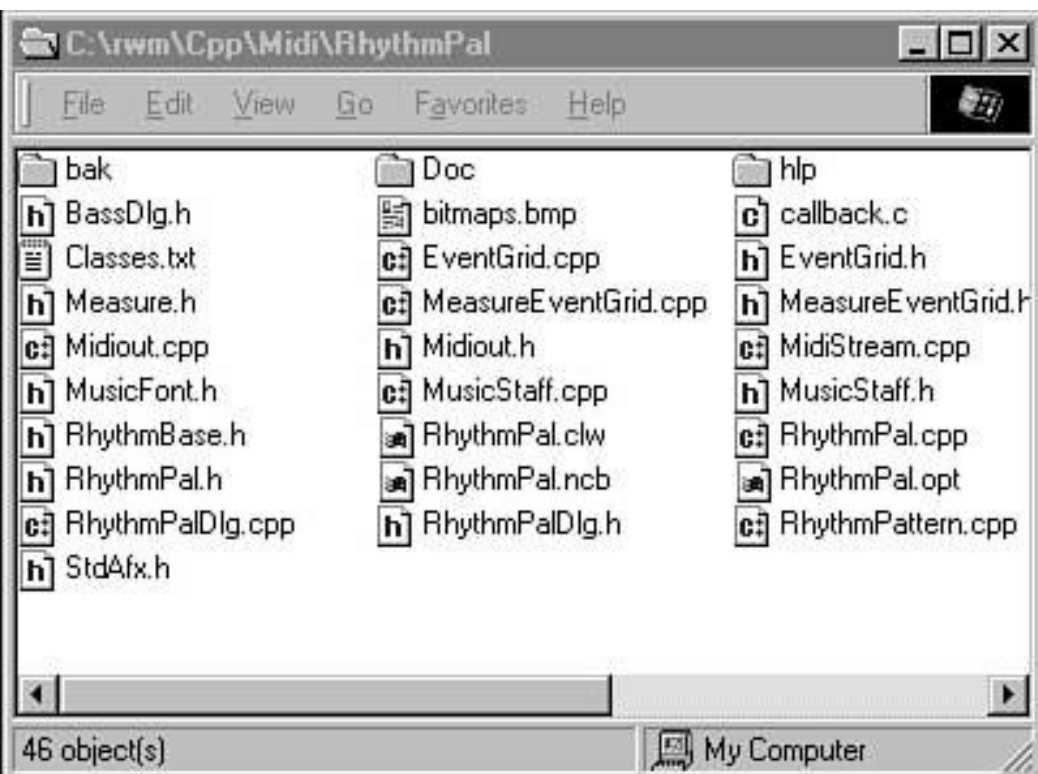 C:\rwm\Cpp\Midi\RhythmPal
File Edit View Go Favorites Help
bak Doc hlp
BassDlg.h bitmaps.bmp callback.c
Classes.txt EventGrid.cpp EventGrid.h
Measure.h MeasureEventGrid.cpp MeasureEventGrid.h
Midiout.cpp Midiout.h MidiStream.cpp
MusicFont.h MusicStaff.cpp MusicStaff.h
RhythmBase.h RhythmPal.clw RhythmPal.cpp
RhythmPal.h RhythmPal.ncb RhythmPal.opt
RhythmPalDlg.cpp RhythmPalDlg.h RhythmPattern.cpp
StdAfx.h
46 object(s) My Computer